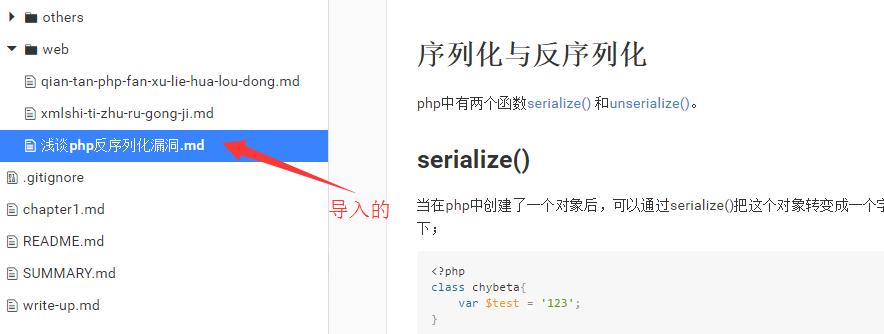 others
web
qian-tan-php-fan-xu-lie-hua-lou-dong.md
xmlshi-ti-zhu-ru-gong-ji.md
浅谈php反序列化漏洞.md
.gitignore
chapter1.md
README.md
SUMMARY.md
write-up.md
导入的
序列化与反序列化
php中有两个函数serialize() 和unserialize()。
serialize()
当在php中创建了一个对象后，可以通过serialize()把这个对象转变成一个字
下；
<?php
class chybeta{
var $test = '123';
}